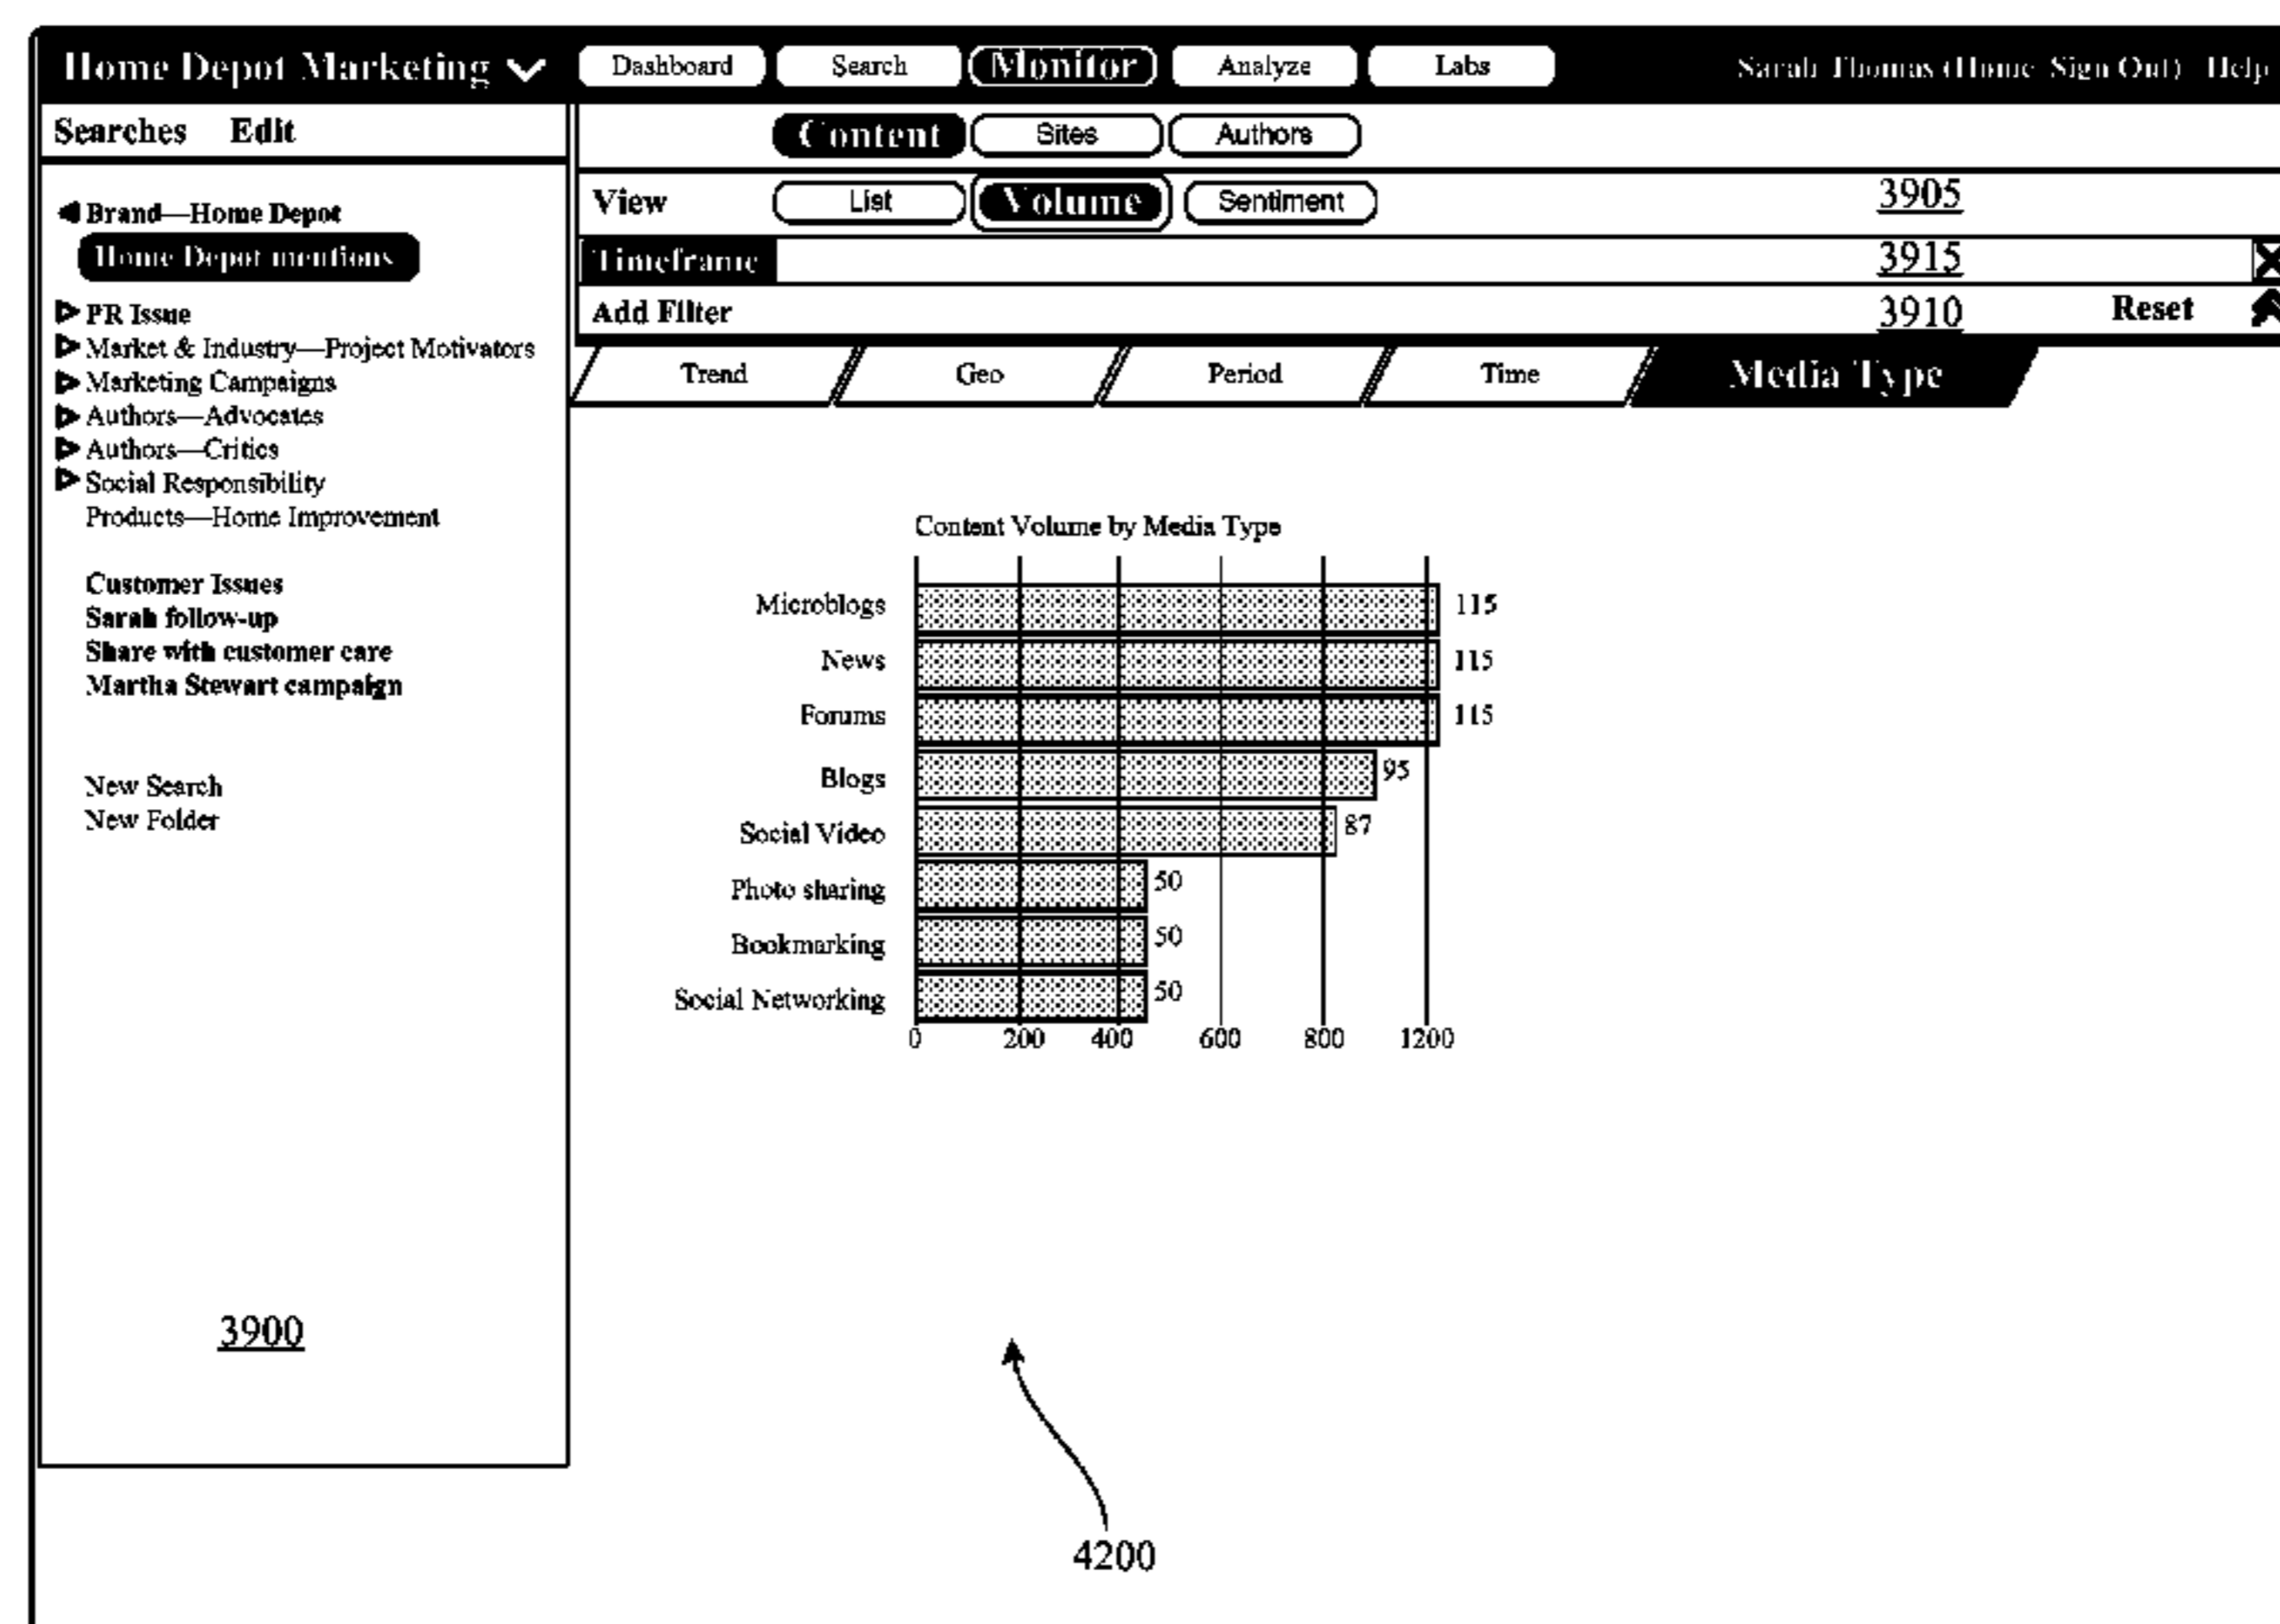 Home Depot Marketing Dashboard Search Monitor Analyze Labs Sarah Thomas (Home Sign Out) Help
Searches Edit
Content Sites Authors
View List Volume Sentiment 3905
Timeframe 3915
Add Filter 3910 Reset
Brand—Home Depot
Home Depot mentions
PR Issue
Market & Industry—Project Motivators
Marketing Campaigns
Authors—Advocates
Authors—Critics
Social Responsibility
Products—Home Improvement
Customer Issues
Sarah follow-up
Share with customer care
Martha Stewart campaign
New Search
New Folder
3900
Trend Geo Period Time Media Type
Content Volume by Media Type
Microblogs 115
News 115
Forums 115
Blogs 95
Social Video 87
Photo sharing 50
Bookmarking 50
Social Networking 50
0 200 400 600 800 1200
4200